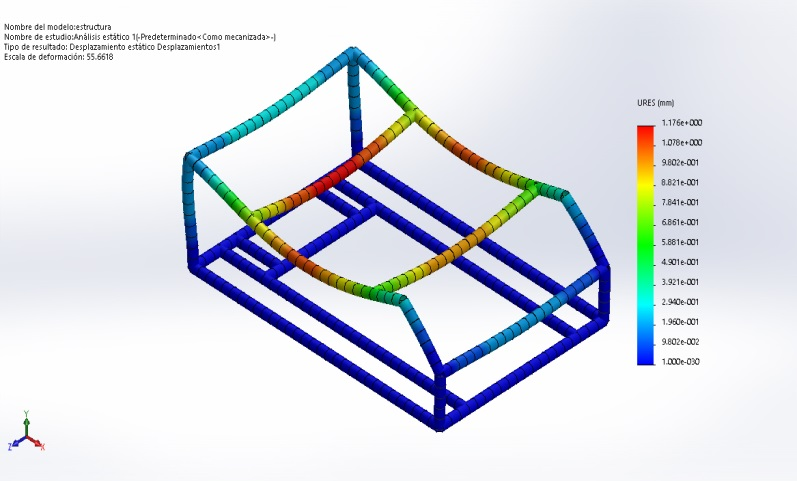 Nombre del modelo:estructura
Nombre de estudio:Análisis estático 1(-Predeterminado<Como mecanizada>-)
Tipo de resultado: Desplazamiento estático Desplazamientos1
Escala de deformación: 55.6618
URES (mm)
1.176e+000
1.078e+000
9.802e-001
8.821e-001
7.841e-001
6.861e-001
5.881e-001
4.901e-001
3.921e-001
2.940e-001
1.960e-001
9.802e-002
1.000e-030
Y
Z
X